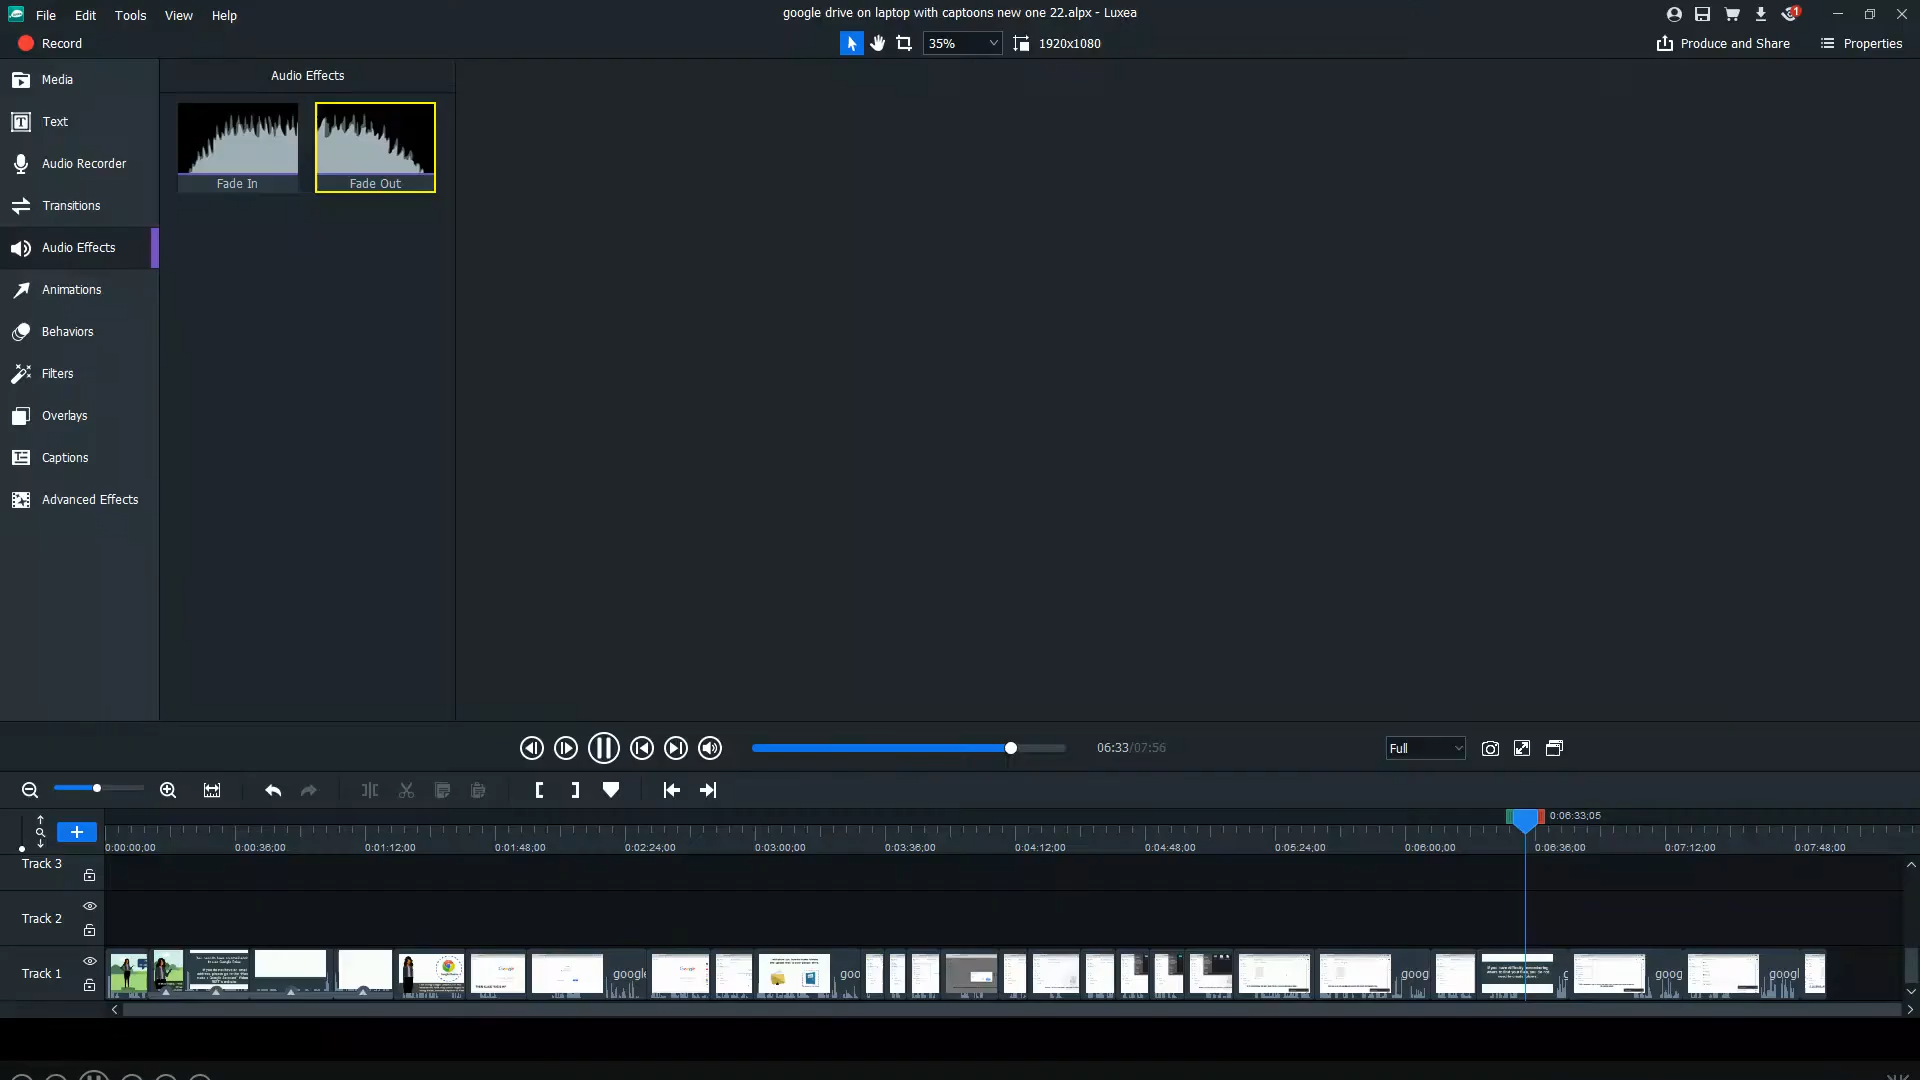 File Edit Tools View Help
google drive on laptop with captoons new one 22.alpx - Luxea
1
Record
35%
1920x1080
Produce and Share
Properties
Media
Text
Audio Recorder
Transitions
Audio Effects
Animations
Behaviors
Filters
Overlays
Captions
Advanced Effects
Audio Effects
Fade In
Fade Out
06:33/07:56
Full
0:06:33;05
0:00:00;00 0:00:36;00 0:01:12;00 0:01:48;00 0:02:24;00 0:03:00;00 0:03:36;00 0:04:12;00 0:04:48;00 0:05:24;00 0:06:00;00 0:06:36;00 0:07:12;00 0:07:48;00
Track 3
Track 2
Track 1
googl goo goog goog googl